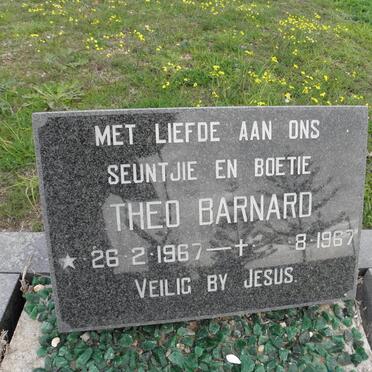 MET LIEFDE AAN ONS
SEUNTJIE EN BOETIE
THEO BARNARD
★ 26·2·1967 — † 8·1967
VEILIG BY JESUS.